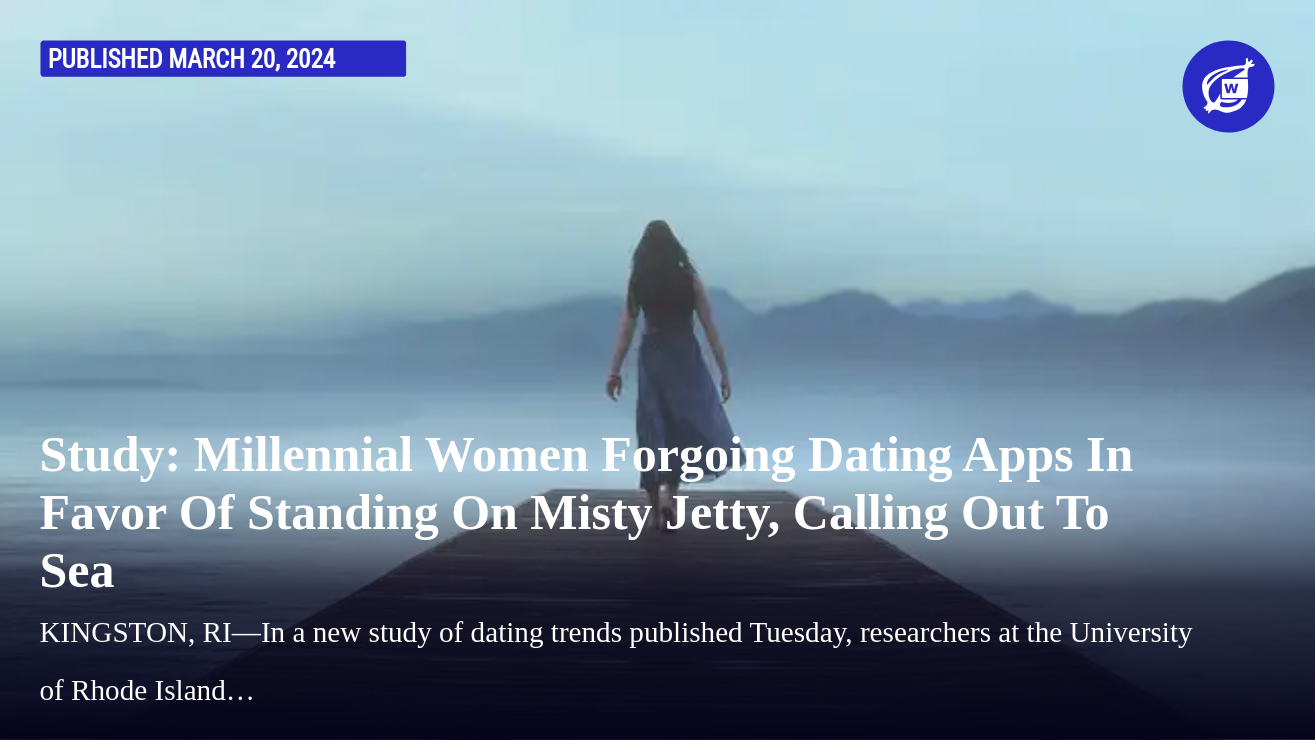 PUBLISHED MARCH 20, 2024
W
Study: Millennial Women Forgoing Dating Apps In
Favor Of Standing On Misty Jetty, Calling Out To
Sea
KINGSTON, RI—In a new study of dating trends published Tuesday, researchers at the University
of Rhode Island…